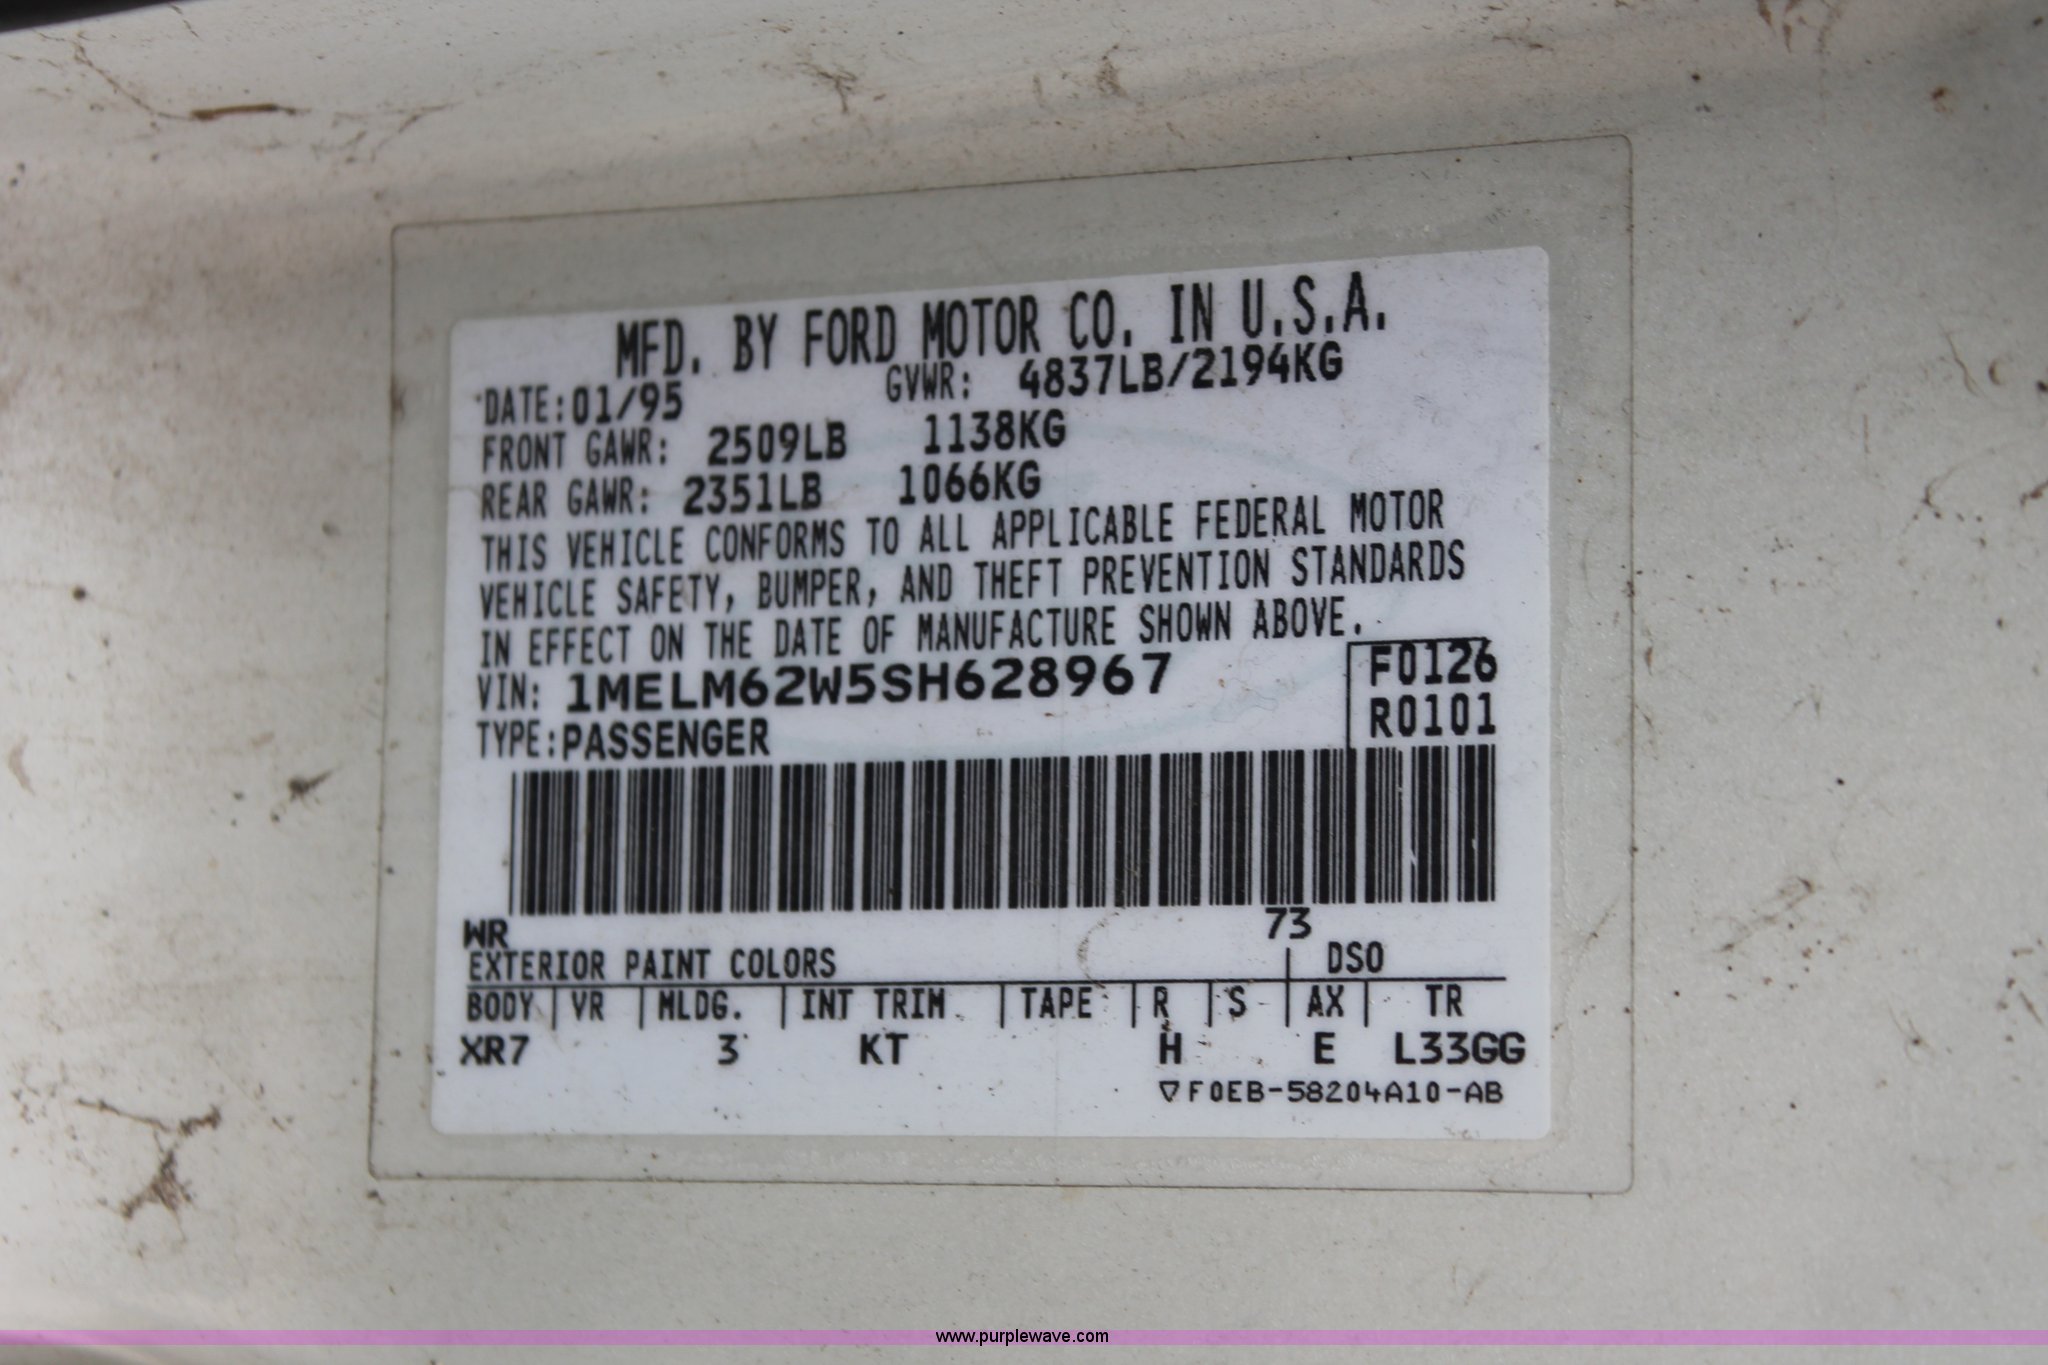 MFD. BY FORD MOTOR CO. IN U.S.A.
DATE:01/95 GVWR: 4837LB/2194KG
FRONT GAWR: 2509LB 1138KG
REAR GAWR: 2351LB 1066KG
THIS VEHICLE CONFORMS TO ALL APPLICABLE FEDERAL MOTOR
VEHICLE SAFETY, BUMPER, AND THEFT PREVENTION STANDARDS
IN EFFECT ON THE DATE OF MANUFACTURE SHOWN ABOVE.
VIN: 1MELM62W5SH628967 F0126
TYPE:PASSENGER R0101
WR 73
EXTERIOR PAINT COLORS DSO
BODY VR MLDG. INT TRIM TAPE R S AX TR
XR7 3 KT H E L33GG
▽F0EB-58204A10-AB
www.purplewave.com